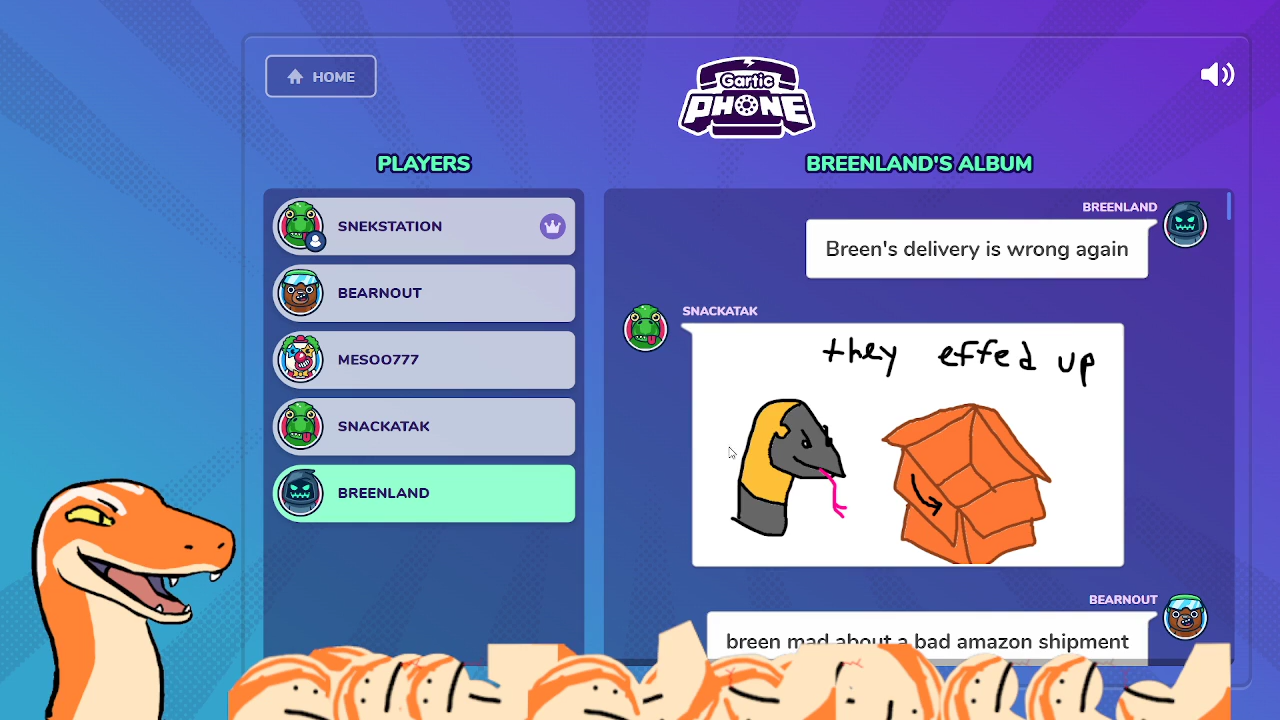 HOME
Gartic
PHONE
PLAYERS
SNEKSTATION
BEARNOUT
MESOO777
SNACKATAK
BREENLAND
BREENLAND'S ALBUM
BREENLAND
Breen's delivery is wrong again
SNACKATAK
they effed up
BEARNOUT
breen mad about a bad amazon shipment